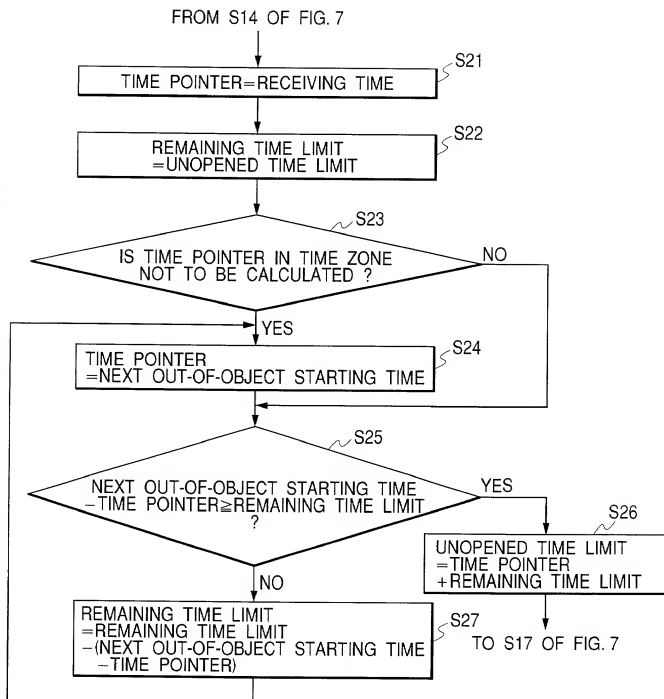 FROM S14 OF FIG. 7
S21
TIME POINTER=RECEIVING TIME
S22
REMAINING TIME LIMIT
=UNOPENED TIME LIMIT
S23
IS TIME POINTER IN TIME ZONE
NOT TO BE CALCULATED ?
NO
YES
S24
TIME POINTER
=NEXT OUT-OF-OBJECT STARTING TIME
S25
NEXT OUT-OF-OBJECT STARTING TIME
−TIME POINTER≧REMAINING TIME LIMIT
?
YES
S26
UNOPENED TIME LIMIT
=TIME POINTER
+REMAINING TIME LIMIT
NO
S27
REMAINING TIME LIMIT
=REMAINING TIME LIMIT
−(NEXT OUT-OF-OBJECT STARTING TIME
−TIME POINTER)
TO S17 OF FIG. 7